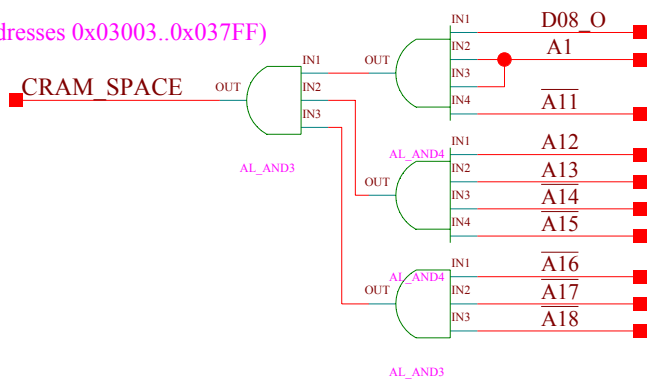 IN1 D08_O
dresses 0x03003..0x037FF)
IN2 A1
OUT IN1 OUT
IN3
CRAM_SPACE OUT IN2
IN4 A11
IN3
IN1 A12
AL_AND4
AL_AND3
IN2 A13
OUT
IN3 A14
IN4 A15
IN1 A16
AL_AND4
OUT IN2 A17
IN3 A18
AL_AND3